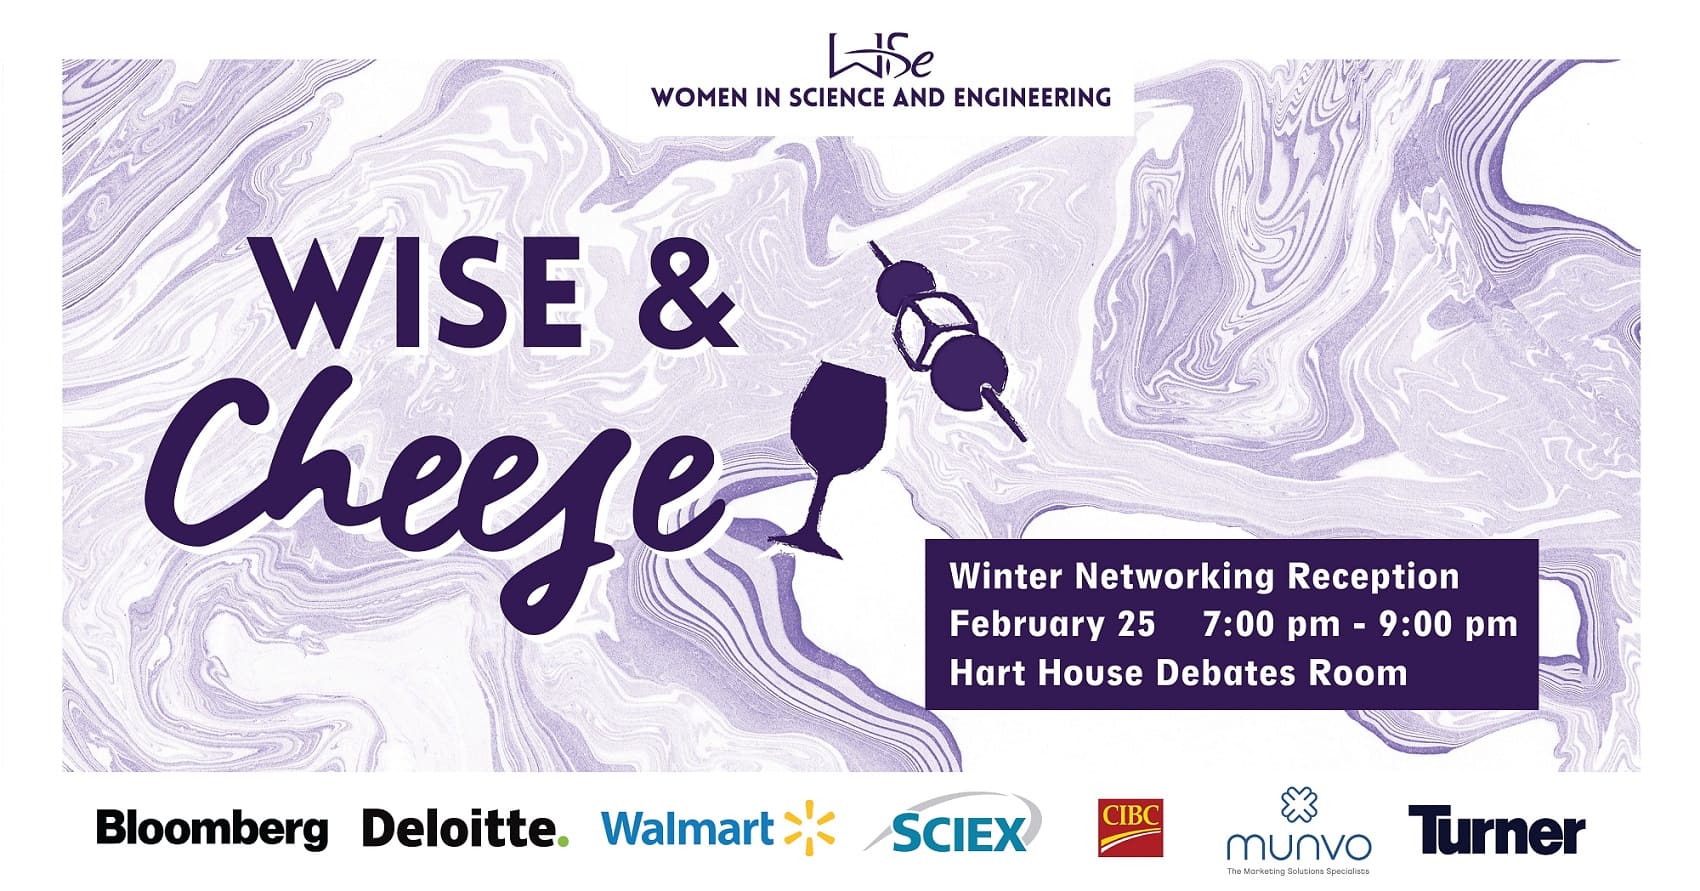 WISe
WOMEN IN SCIENCE AND ENGINEERING
WISE &
Cheese
Winter Networking Reception
February 25 7:00 pm - 9:00 pm
Hart House Debates Room
Bloomberg Deloitte. Walmart SCIEX CIBC munvo Turner
The Marketing Solutions Specialists